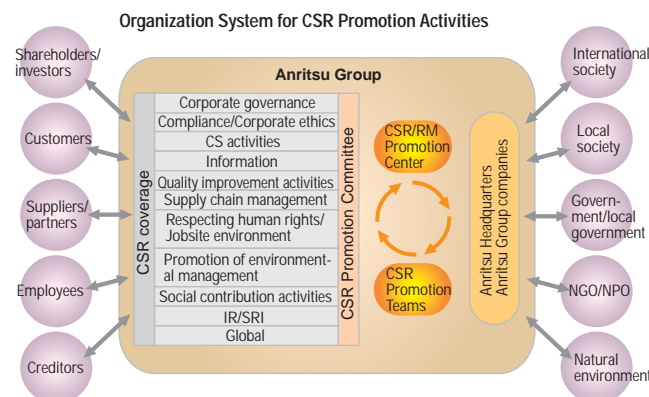 Organization System for CSR Promotion Activities
Anritsu Group
Shareholders/
investors
Customers
Suppliers/
partners
Employees
Creditors
CSR coverage
Corporate governance
Compliance/Corporate ethics
CS activities
Information
Quality improvement activities
Supply chain management
Respecting human rights/
Jobsite environment
Promotion of environment-
al management
Social contribution activities
IR/SRI
Global
CSR Promotion Committee
CSR/RM
Promotion
Center
CSR
Promotion
Teams
Anritsu Headquarters
Anritsu Group companies
International
society
Local
society
Govern-
ment/local
government
NGO/NPO
Natural
environment